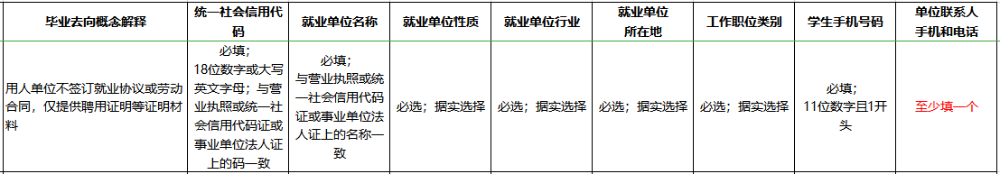 毕业去向概念解释
统一社会信用代
码
就业单位名称
就业单位性质
就业单位行业
就业单位
所在地
工作职位类别
学生手机号码
单位联系人
手机和电话
用人单位不签订就业协议或劳动
合同，仅提供聘用证明等证明材
料
必填；
18位数字或大写
英文字母；与营
业执照或统一社
会信用代码证或
事业单位法人证
上的码一致
必填；
与营业执照或统
一社会信用代码
证或事业单位法
人证上的名称一
致
必选；据实选择
必选；据实选择
必选；据实选择
必选；据实选择
必填；
11位数字且1开
头
至少填一个